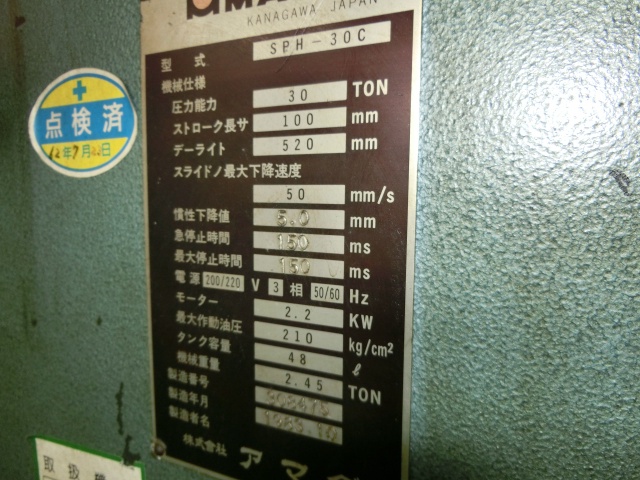 KANAGAWA, JAPAN
型式 SPH-30C
機械仕様
圧力能力 30 TON
ストローク長サ 100 mm
デーライト 520 mm
スライドノ最大下降速度
50 mm/s
慣性下降値 5.0 mm
急停止時間 150 ms
最大停止時間 150 ms
電源 200/220 V 3 相 50/60 Hz
モーター 2.2 KW
最大作動油圧 210 kg/cm²
タンク容量 48 ℓ
機械重量 2.45 TON
製造番号
製造年月
製造者名
株式会社 アマ
点検済
年7月 日
取扱